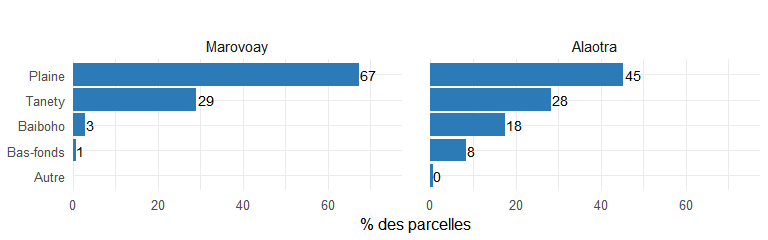 Marovoay Alaotra
Plaine 67 45
Tanety 29 28
Baiboho 3 18
Bas-fonds 1 8
Autre 0
0 20 40 60 0 20 40 60
% des parcelles